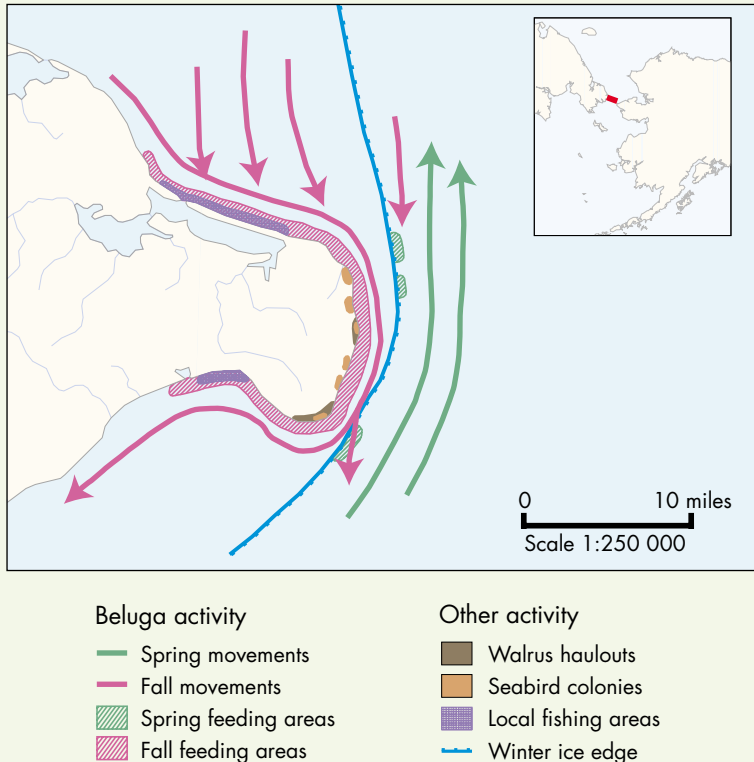 0 10 miles
Scale 1:250 000
Beluga activity
Spring movements
Fall movements
Spring feeding areas
Fall feeding areas
Other activity
Walrus haulouts
Seabird colonies
Local fishing areas
Winter ice edge